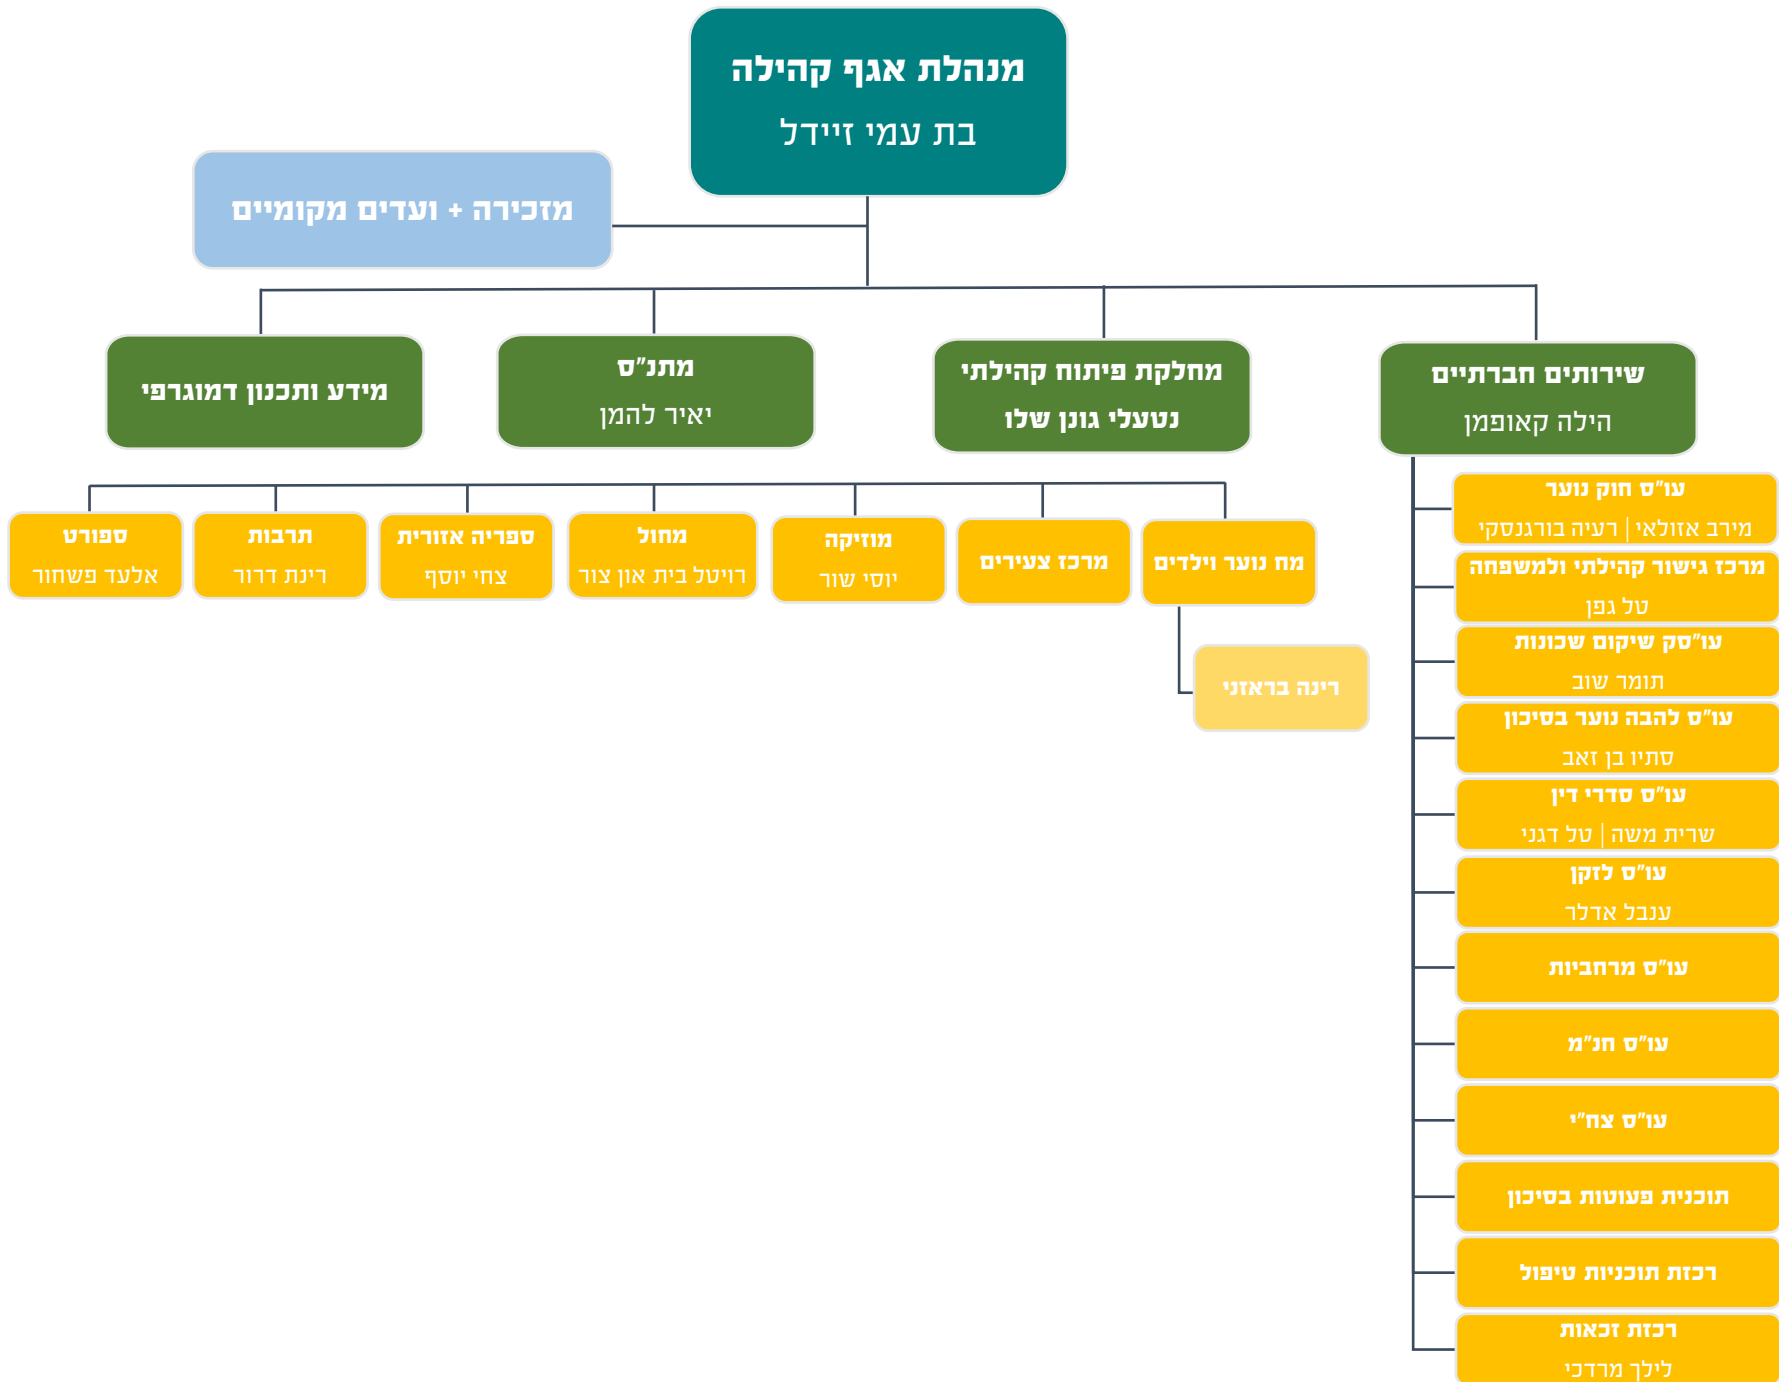 מנהלת אגף קהילה
בת עמי זיידל
מזכירה + ועדים מקומיים
שירותים חברתיים
הילה קאופמן
מחלקת פיתוח קהילתי
נטעלי גונן שלו
מתנ"ס
יאיר להמן
מידע ותכנון דמוגרפי
עו"ס חוק נוער
מירב אזולאי | רעיה בורגנסקי
מרכז גישור קהילתי ולמשפחה
טל גפן
עו"סק שיקום שכונות
תומר שוב
עו"ס להבה נוער בסיכון
סתיו בן זאב
עו"ס סדרי דין
שרית משה | טל דגני
עו"ס לזקן
ענבל אדלר
עו"ס מרחביות
עו"ס חנ"מ
עו"ס צח"י
תוכנית פעוטות בסיכון
רכזת תוכניות טיפול
רכזת זכאות
לילך מרדכי
מח נוער וילדים
רינה בראזני
מרכז צעירים
מוזיקה
יוסי שור
מחול
רויטל בית און צור
ספריה אזורית
צחי יוסף
תרבות
רינת דרור
ספורט
אלעד פשחור